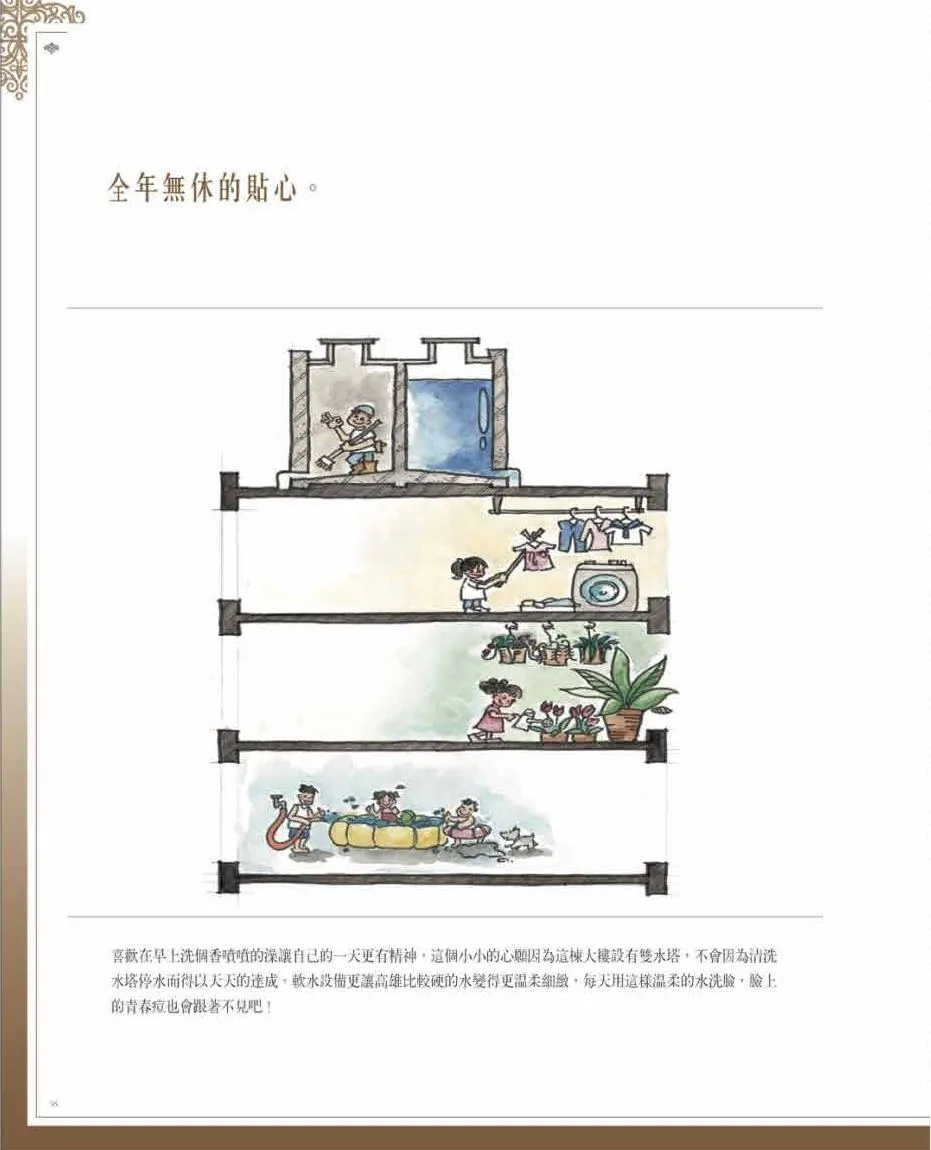 全年無休的貼心。
喜歡在早上洗個香噴噴的澡讓自己的一天更有精神，這個小小的心願因為這棟大樓設有雙水塔，不會因為清洗
水塔停水而得以天天的達成。軟水設備更讓高雄比較硬的水變得更溫柔細緻，每天用這樣溫柔的水洗臉，臉上
的青春痘也會跟著不見吧！